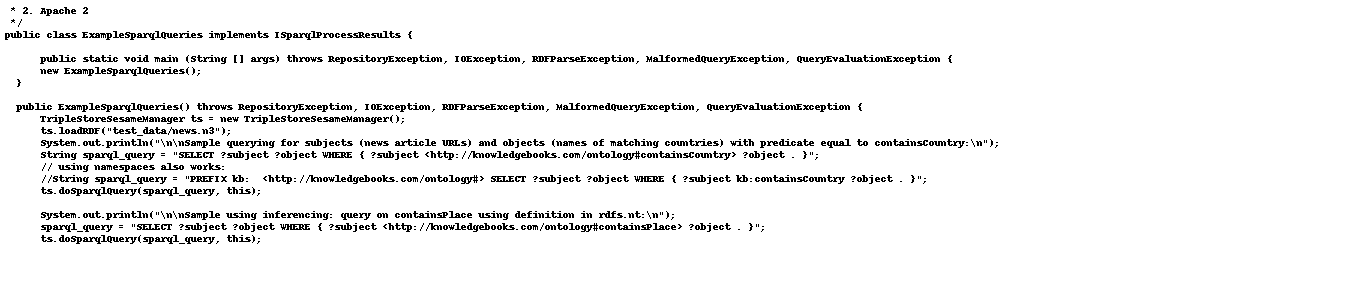 * 2. Apache 2
*/
public class ExampleSparqlQueries implements ISparqlProcessResults {
public static void main (String [] args) throws RepositoryException, IOException, RDFParseException, MalformedQueryException, QueryEvaluationException {
new ExampleSparqlQueries();
}
public ExampleSparqlQueries() throws RepositoryException, IOException, RDFParseException, MalformedQueryException, QueryEvaluationException {
TripleStoreSesameManager ts = new TripleStoreSesameManager();
ts.loadRDF("test_data/news.n3");
System.out.println("\n\nSample querying for subjects (news article URLs) and objects (names of matching countries) with predicate equal to containsCountry:\n");
String sparql_query = "SELECT ?subject ?object WHERE { ?subject <http://knowledgebooks.com/ontology#containsCountry> ?object . }";
// using namespaces also works:
//String sparql_query = "PREFIX kb:  <http://knowledgebooks.com/ontology#> SELECT ?subject ?object WHERE { ?subject kb:containsCountry ?object . }";
ts.doSparqlQuery(sparql_query, this);
System.out.println("\n\nSample using inferencing: query on containsPlace using definition in rdfs.nt:\n");
sparql_query = "SELECT ?subject ?object WHERE { ?subject <http://knowledgebooks.com/ontology#containsPlace> ?object . }";
ts.doSparqlQuery(sparql_query, this);